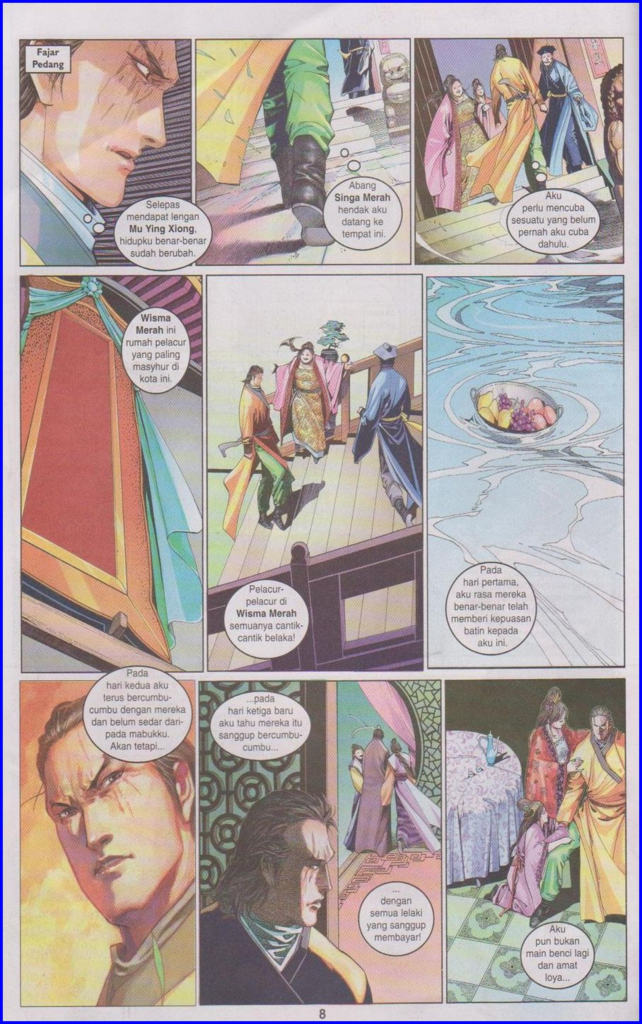 Fajar
Pedang
Selepas
mendapat lengan
Mu Ying Xiong,
hidupku benar-benar
sudah berubah.
Abang
Singa Merah
hendak aku
datang ke
tempat ini.
Aku
perlu mencuba
sesuatu yang belum
pernah aku cuba
dahulu.
Wisma
Merah ini
rumah pelacur
yang paling
masyhur di
kota ini.
Pelacur-
pelacur di
Wisma Merah
semuanya cantik-
cantik belaka!
Pada
hari pertama,
aku rasa mereka
benar-benar telah
memberi kepuasan
batin kepada
aku ini.
Pada
hari kedua aku
terus bercumbu-
cumbu dengan mereka
dan belum sedar dari-
pada mabukku.
Akan tetapi...
...pada
hari ketiga baru
aku tahu mereka itu
sanggup bercumbu-
cumbu...
...
dengan
semua lelaki
yang sanggup
membayar!
Aku
pun bukan
main benci lagi
dan amat
loya...
8